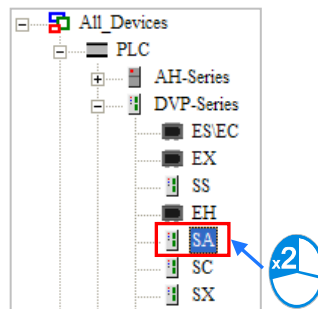 All_Devices
PLC
AH-Series
DVP-Series
ES\EC
EX
SS
EH
SA
x2
SC
SX